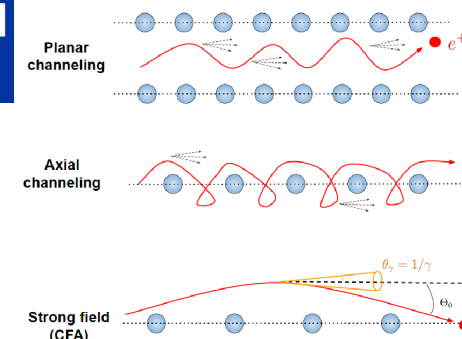 Planar
channeling
e⁺
Axial
channeling
θγ = 1/γ
Θ₀
Strong field
(CFA)